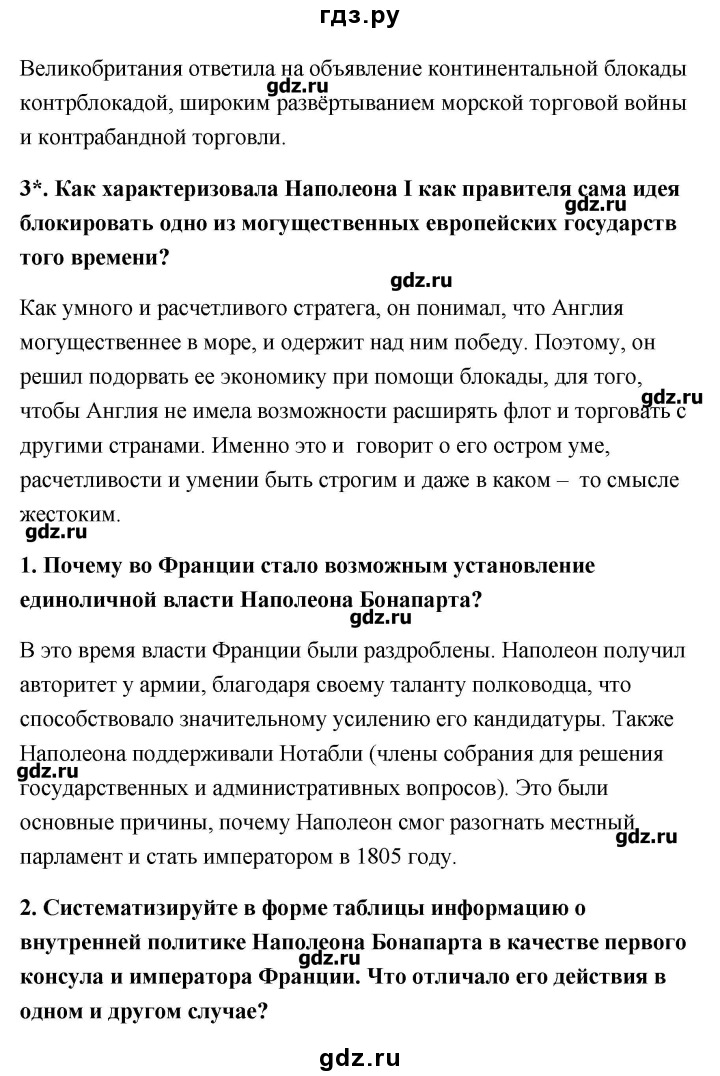 гдз.ру
Великобритания ответила на объявление континентальной блокады
gdz.ru
контрблокадой, широким развёртыванием морской торговой войны
и контрабандной торговли.
3*. Как характеризовала Наполеона I как правителя сама идея
gdz.ru
блокировать одно из могущественных европейских государств
того времени?
gdz.ru
Как умного и расчетливого стратега, он понимал, что Англия
могущественнее в море, и одержит над ним победу. Поэтому, он
решил подорвать ее экономику при помощи блокады, для того,
gdz.ru
чтобы Англия не имела возможности расширять флот и торговать с
другими странами. Именно это и говорит о его остром уме,
расчетливости и умении быть строгим и даже в каком – то смысле
жестоким.
gdz.ru
1. Почему во Франции стало возможным установление
единоличной власти Наполеона Бонапарта?
gdz.ru
В это время власти Франции были раздроблены. Наполеон получил
авторитет у армии, благодаря своему таланту полководца, что
способствовало значительному усилению его кандидатуры. Также
Наполеона поддерживали Нотабли (члены собрания для решения
gdz.ru
государственных и административных вопросов). Это были
основные причины, почему Наполеон смог разогнать местный
gdz.ru
парламент и стать императором в 1805 году.
2. Систематизируйте в форме таблицы информацию о
внутренней политике Наполеона Бонапарта в качестве первого
gdz.ru
консула и императора Франции. Что отличало его действия в
одном и другом случае?
gdz.ru